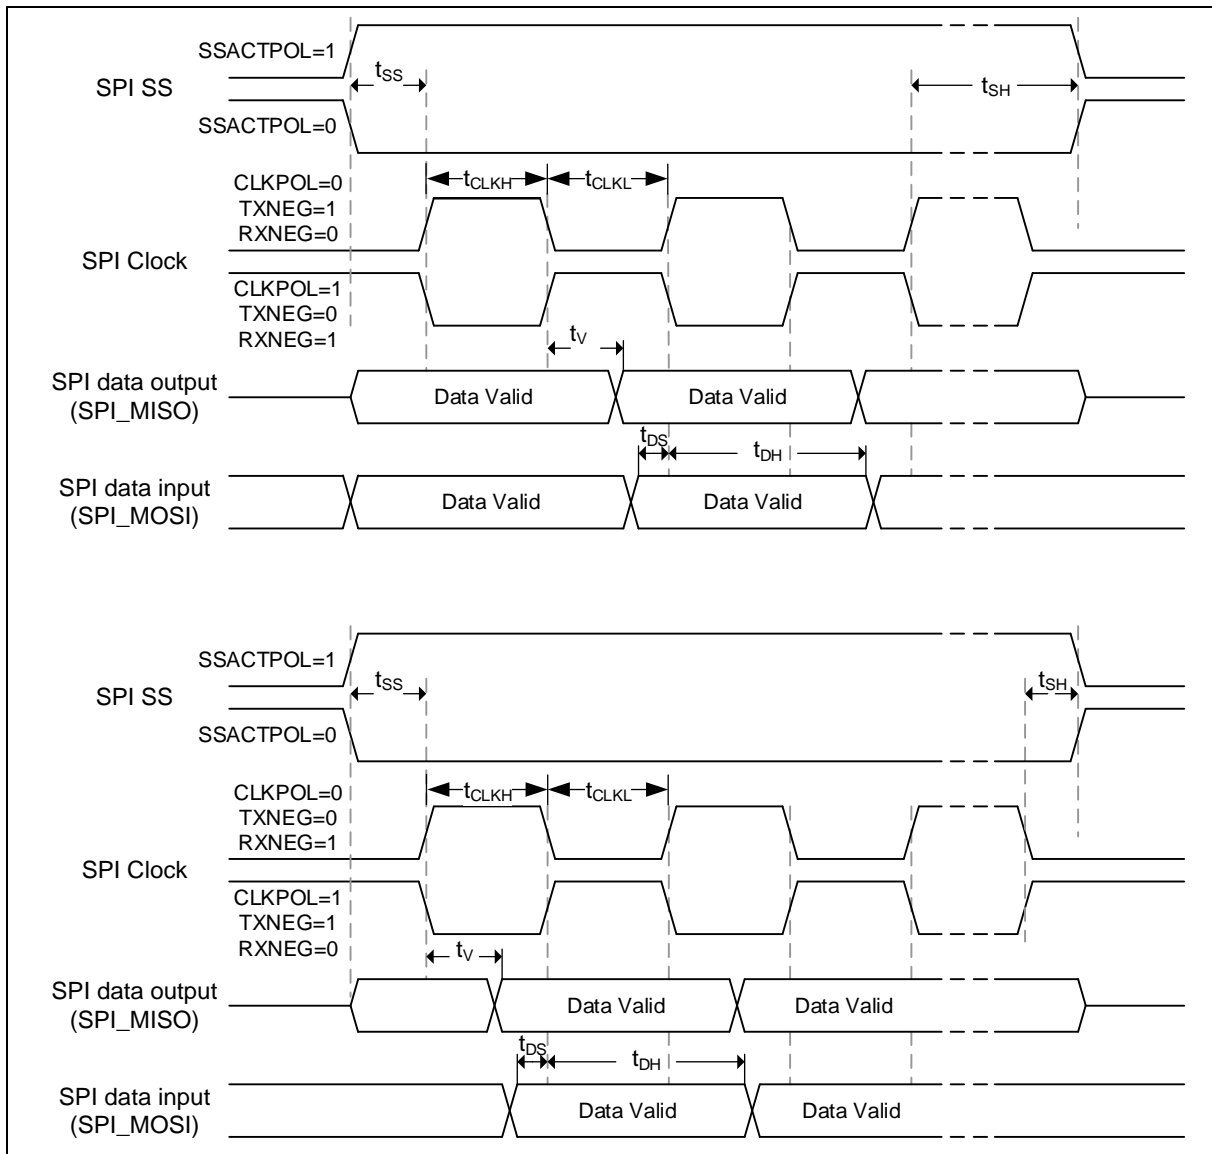 SSACTPOL=1
SPI SS
tSS
tSH
SSACTPOL=0
CLKPOL=0
TXNEG=1
RXNEG=0
tCLKH
tCLKL
SPI Clock
CLKPOL=1
TXNEG=0
RXNEG=1
tV
SPI data output
(SPI_MISO)
Data Valid
Data Valid
tDS
tDH
SPI data input
(SPI_MOSI)
Data Valid
Data Valid
SSACTPOL=1
SPI SS
tSS
tSH
SSACTPOL=0
CLKPOL=0
TXNEG=0
RXNEG=1
tCLKH
tCLKL
SPI Clock
CLKPOL=1
TXNEG=1
RXNEG=0
tV
SPI data output
(SPI_MISO)
Data Valid
Data Valid
tDS
tDH
SPI data input
(SPI_MOSI)
Data Valid
Data Valid